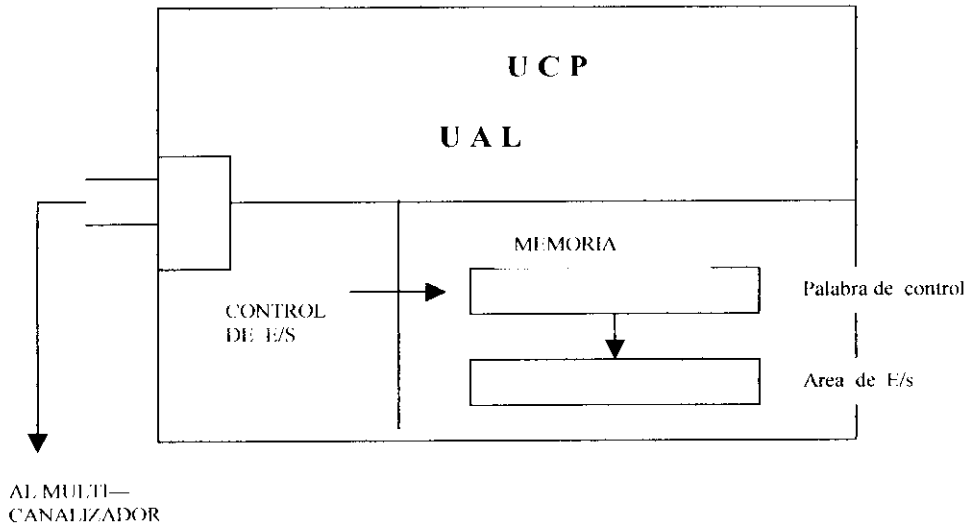 U C P
U A L
MEMORIA
Palabra de control
CONTROL
DE E/S
Area de E/s
AL MULTI—
CANALIZADOR